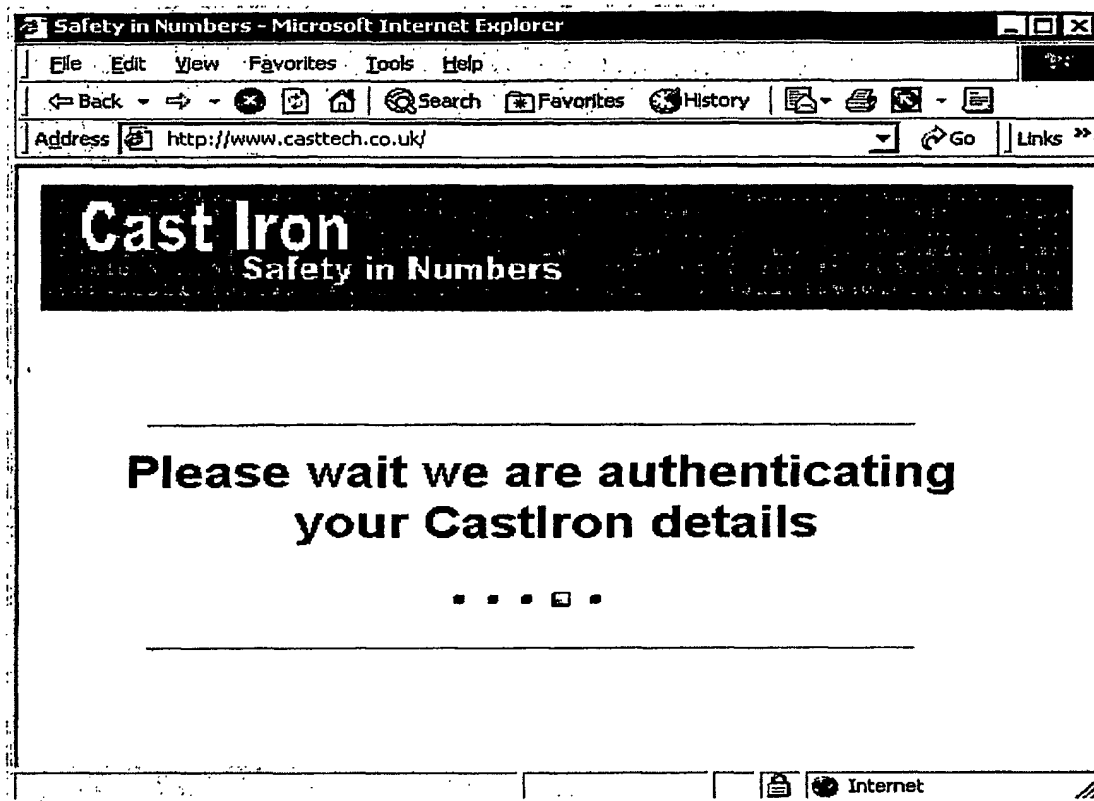 Safety in Numbers - Microsoft Internet Explorer
File Edit View Favorites Tools Help
Back Search Favorites History
Address http://www.casttech.co.uk/ Go Links »
Cast Iron
Safety in Numbers
Please wait we are authenticating
your CastIron details
Internet